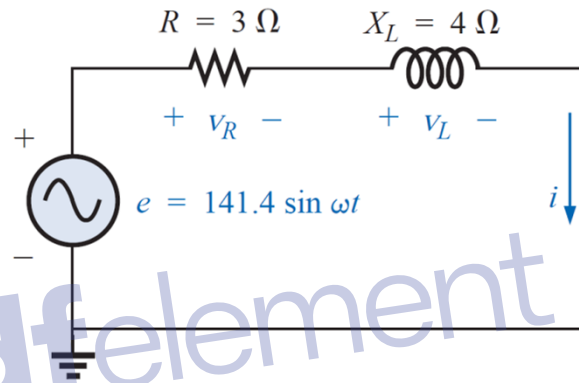 R = 3 Ω
X_L = 4 Ω
+ v_R −
+ v_L −
+
e = 141.4 sin ωt
i
−
element